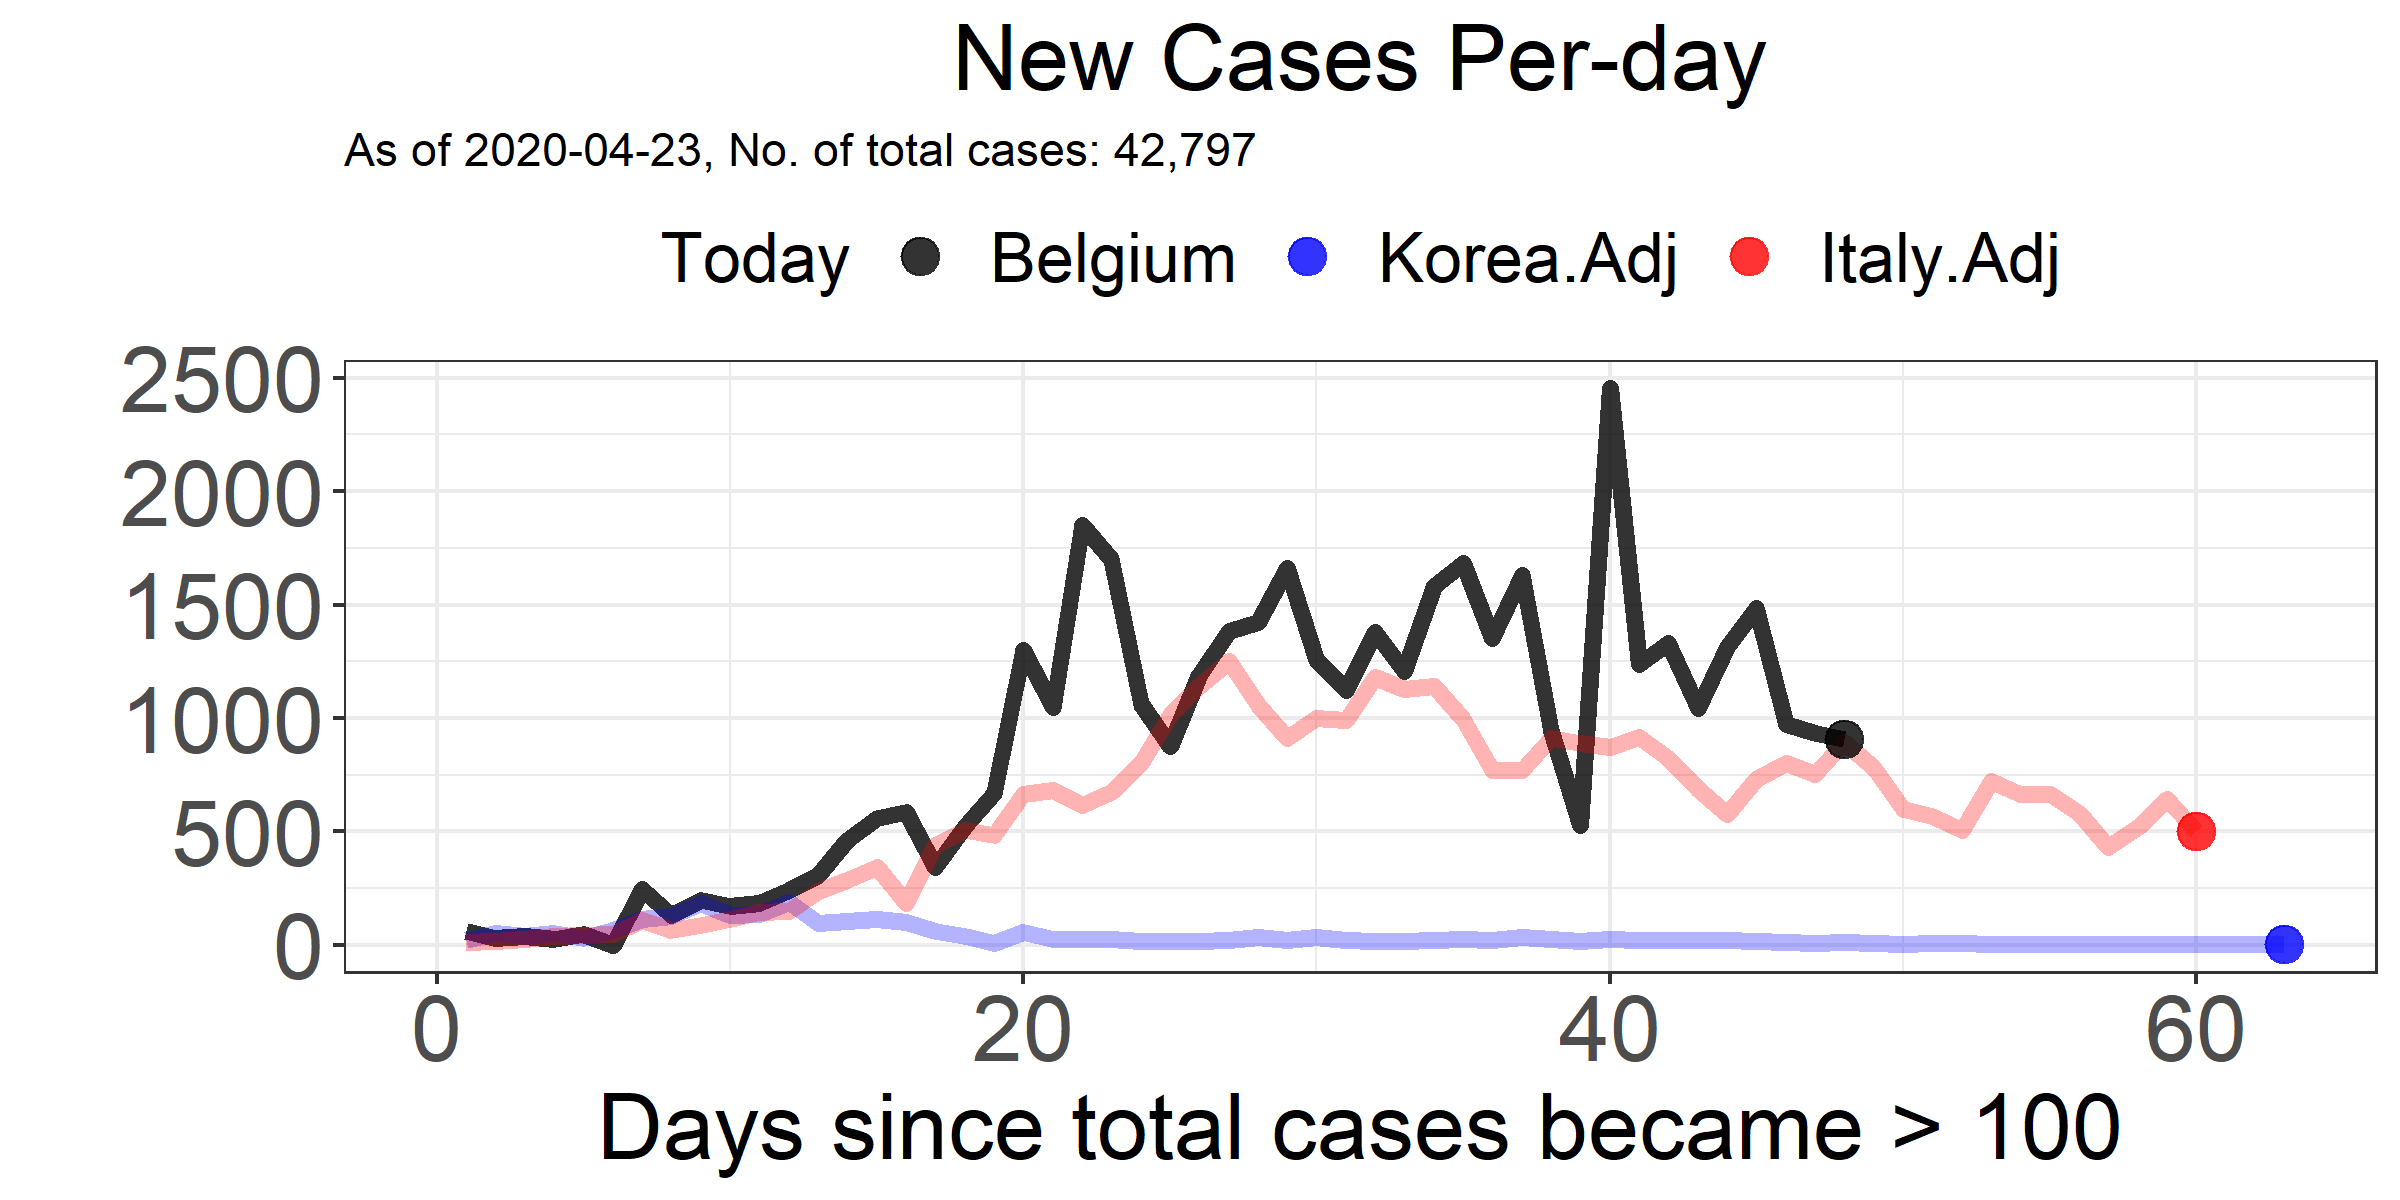 New Cases Per-day
As of 2020-04-23, No. of total cases: 42,797
Today Belgium Korea.Adj Italy.Adj
2500
2000
1500
1000
500
0
0 20 40 60
Days since total cases became > 100